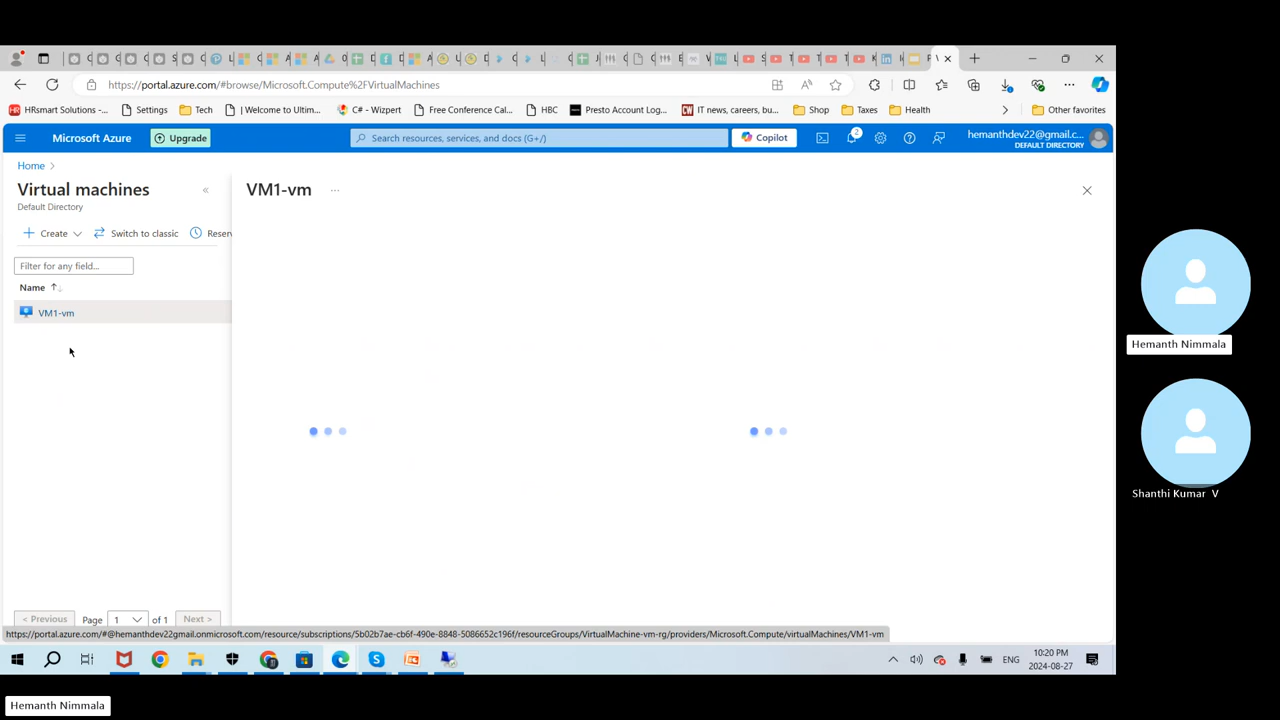 https://portal.azure.com/#browse/Microsoft.Compute%2FVirtualMachines
HRsmart Solutions -...
Settings
Tech
| Welcome to Ultim...
C# - Wizpert
Free Conference Cal...
HBC
Presto Account Log...
IT news, careers, bu...
Shop
Taxes
Health
Other favorites
Microsoft Azure
Upgrade
Search resources, services, and docs (G+/)
Copilot
2
hemanthdev22@gmail.c...
DEFAULT DIRECTORY
Home
Virtual machines
Default Directory
VM1-vm
Create
Switch to classic
Reserv
Filter for any field...
Name
VM1-vm
< Previous
Page
1
of 1
Next >
https://portal.azure.com/#@hemanthdev22gmail.onmicrosoft.com/resource/subscriptions/5b02b7ae-cb6f-490e-8848-5086652c196f/resourceGroups/VirtualMachine-vm-rg/providers/Microsoft.Compute/virtualMachines/VM1-vm
ENG
10:20 PM
2024-08-27
Hemanth Nimmala
Shanthi Kumar V
Hemanth Nimmala